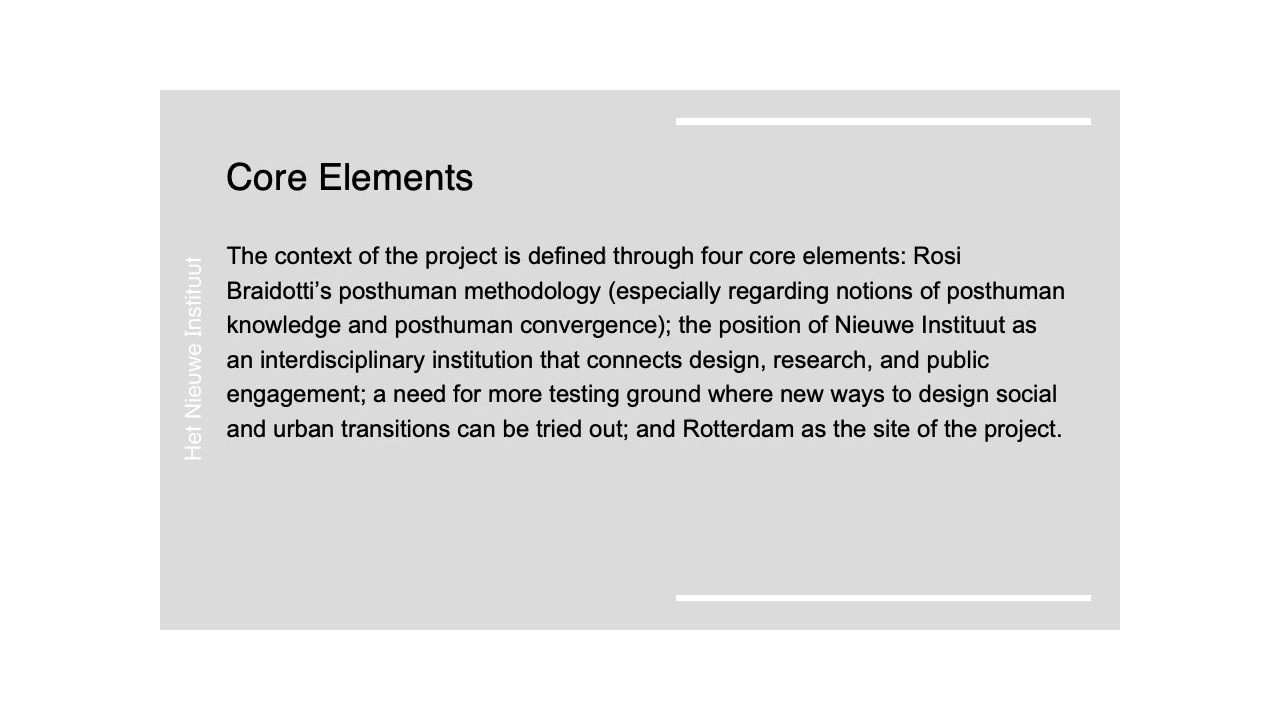 Core Elements
The context of the project is defined through four core elements: Rosi
Braidotti’s posthuman methodology (especially regarding notions of posthuman
knowledge and posthuman convergence); the position of Nieuwe Instituut as
an interdisciplinary institution that connects design, research, and public
engagement; a need for more testing ground where new ways to design social
and urban transitions can be tried out; and Rotterdam as the site of the project.
Het Nieuwe Instituut